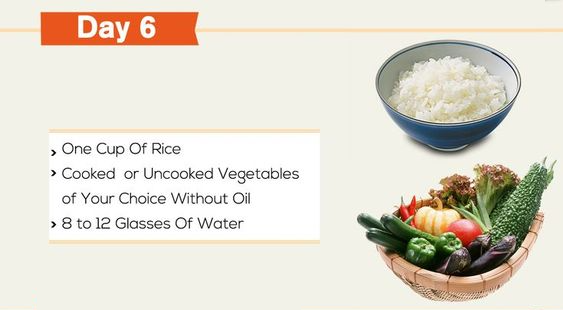 Day 6
> One Cup Of Rice
> Cooked or Uncooked Vegetables
of Your Choice Without Oil
> 8 to 12 Glasses Of Water